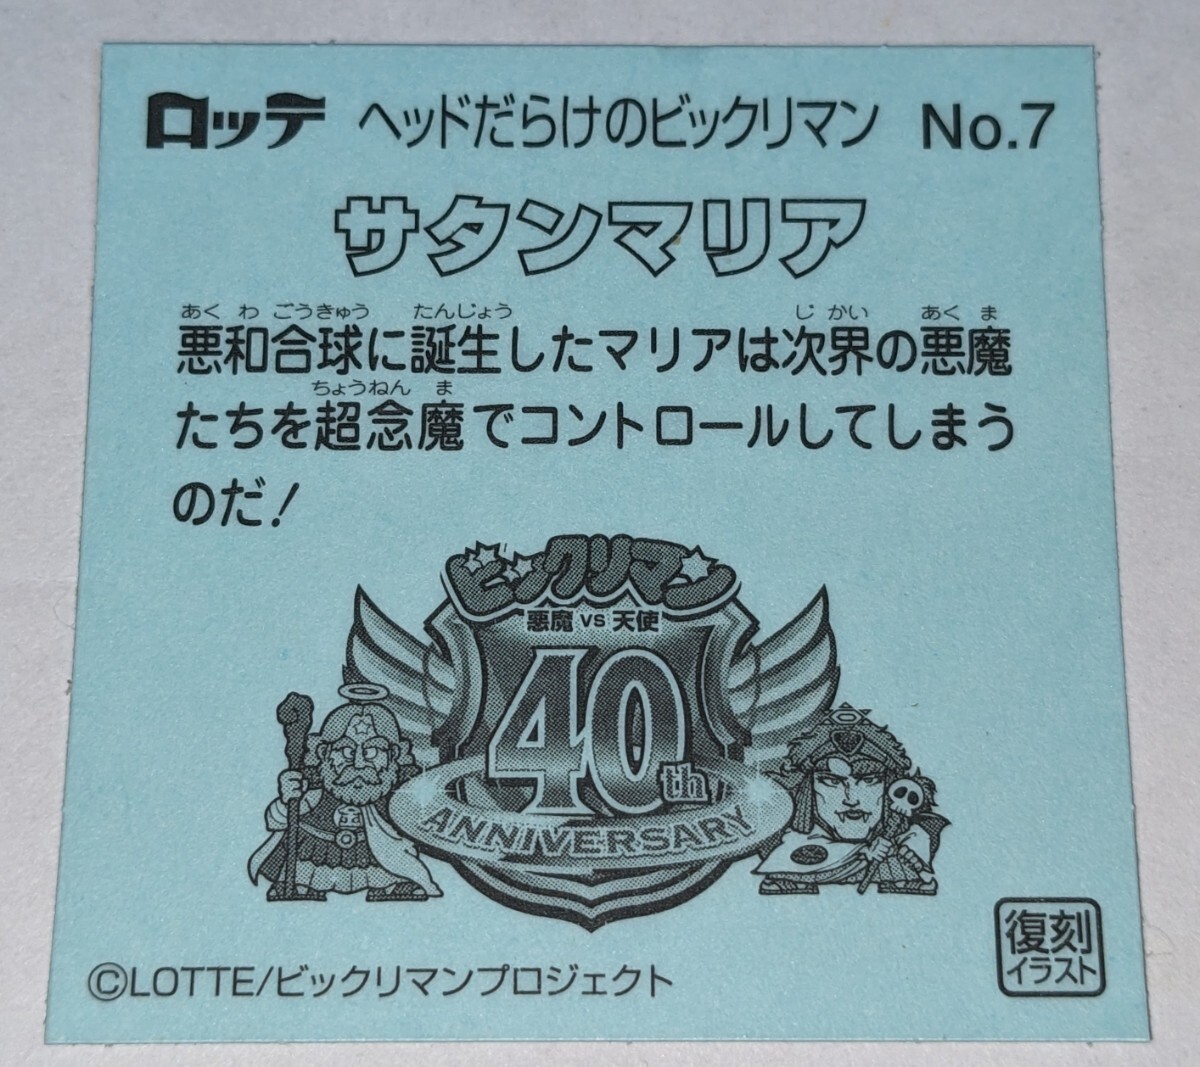 ロッテ ヘッドだらけのビックリマン No.7
サタンマリア
あく わ ごうきゅう たんじょう じ かい あく ま
悪和合球に誕生したマリアは次界の悪魔
ちょうねん ま
たちを超念魔でコントロールしてしまう
のだ!
ビックリマン
悪魔 VS 天使
40th
ANNIVERSARY
復刻
イラスト
©LOTTE/ビックリマンプロジェクト